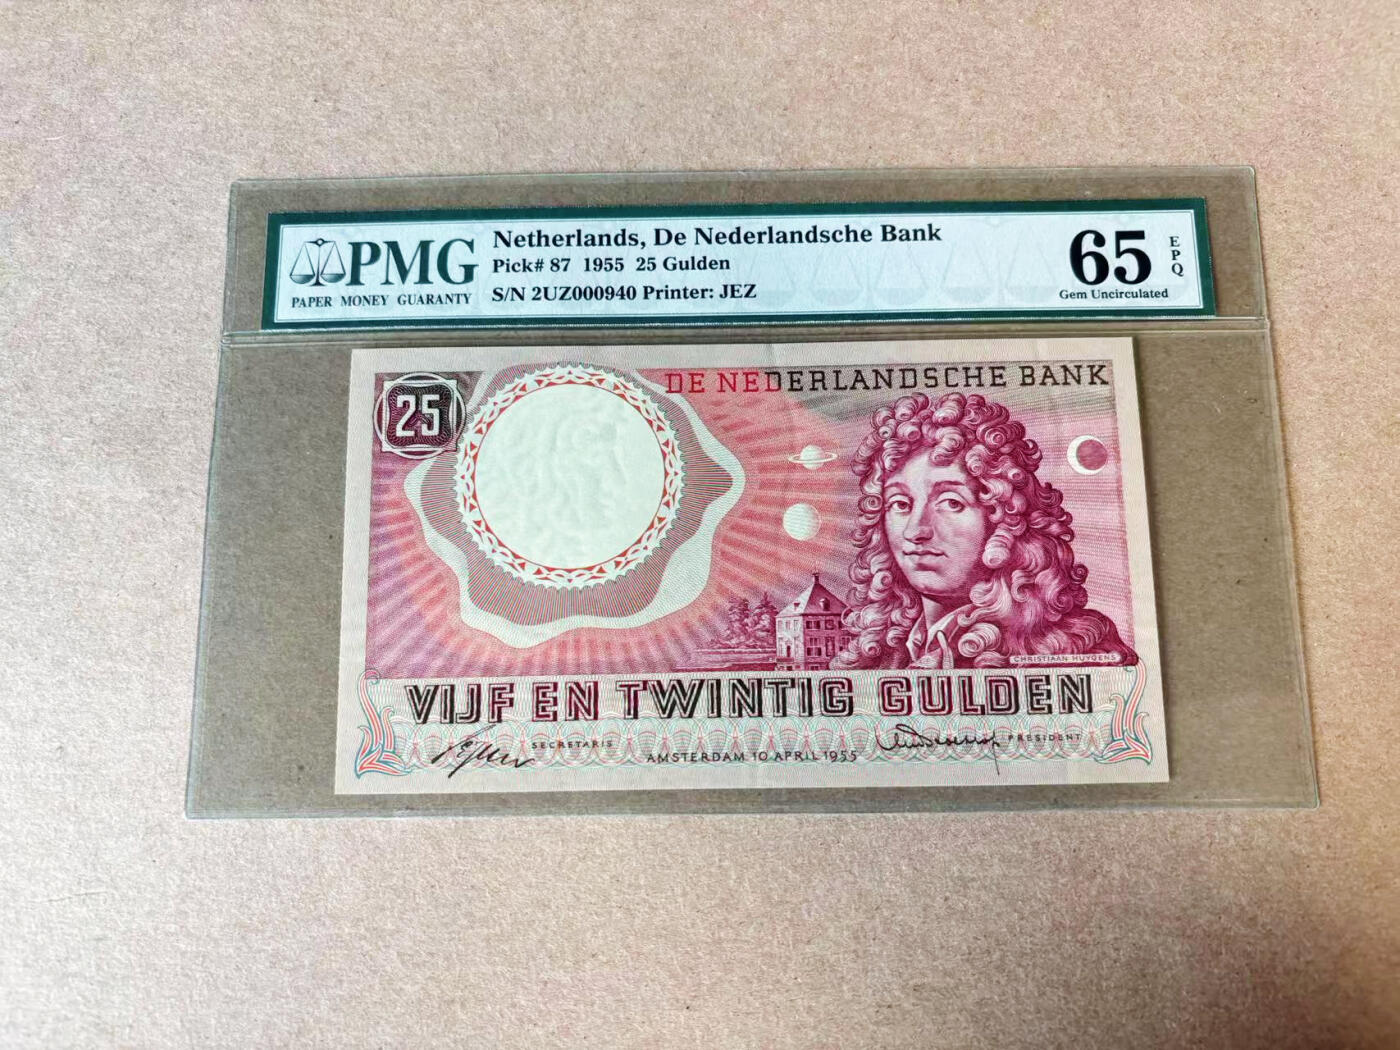 PMG
PAPER MONEY GUARANTY
Netherlands, De Nederlandsche Bank
Pick# 87 1955 25 Gulden
S/N 2UZ000940 Printer: JEZ
65
EPQ
Gem Uncirculated
25
DE NEDERLANDSCHE BANK
CHRISTIAAN HUYGENS
VIJF EN TWINTIG GULDEN
SECRETARIS
AMSTERDAM 10 APRIL 1955
PRESIDENT